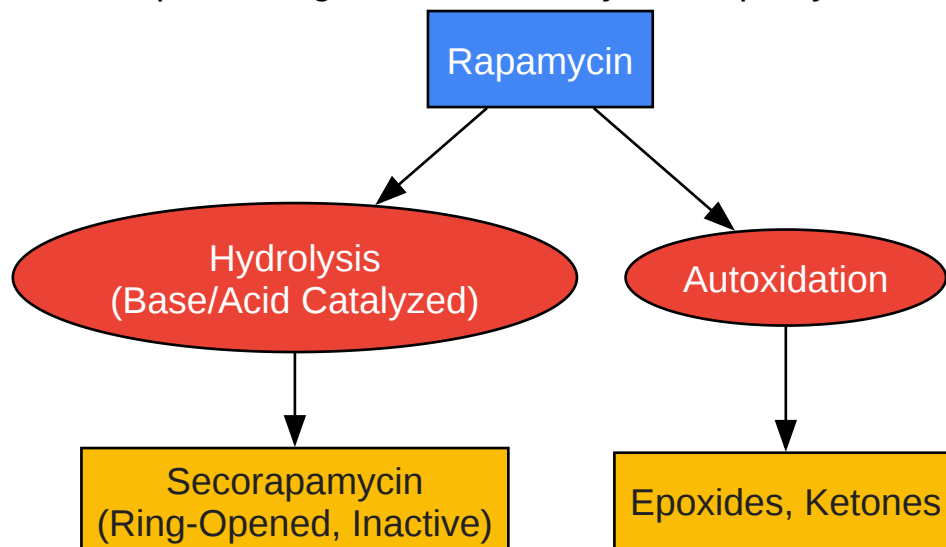 Rapamycin
Hydrolysis
(Base/Acid Catalyzed)
Autoxidation
Secorapamycin
(Ring-Opened, Inactive)
Epoxides, Ketones